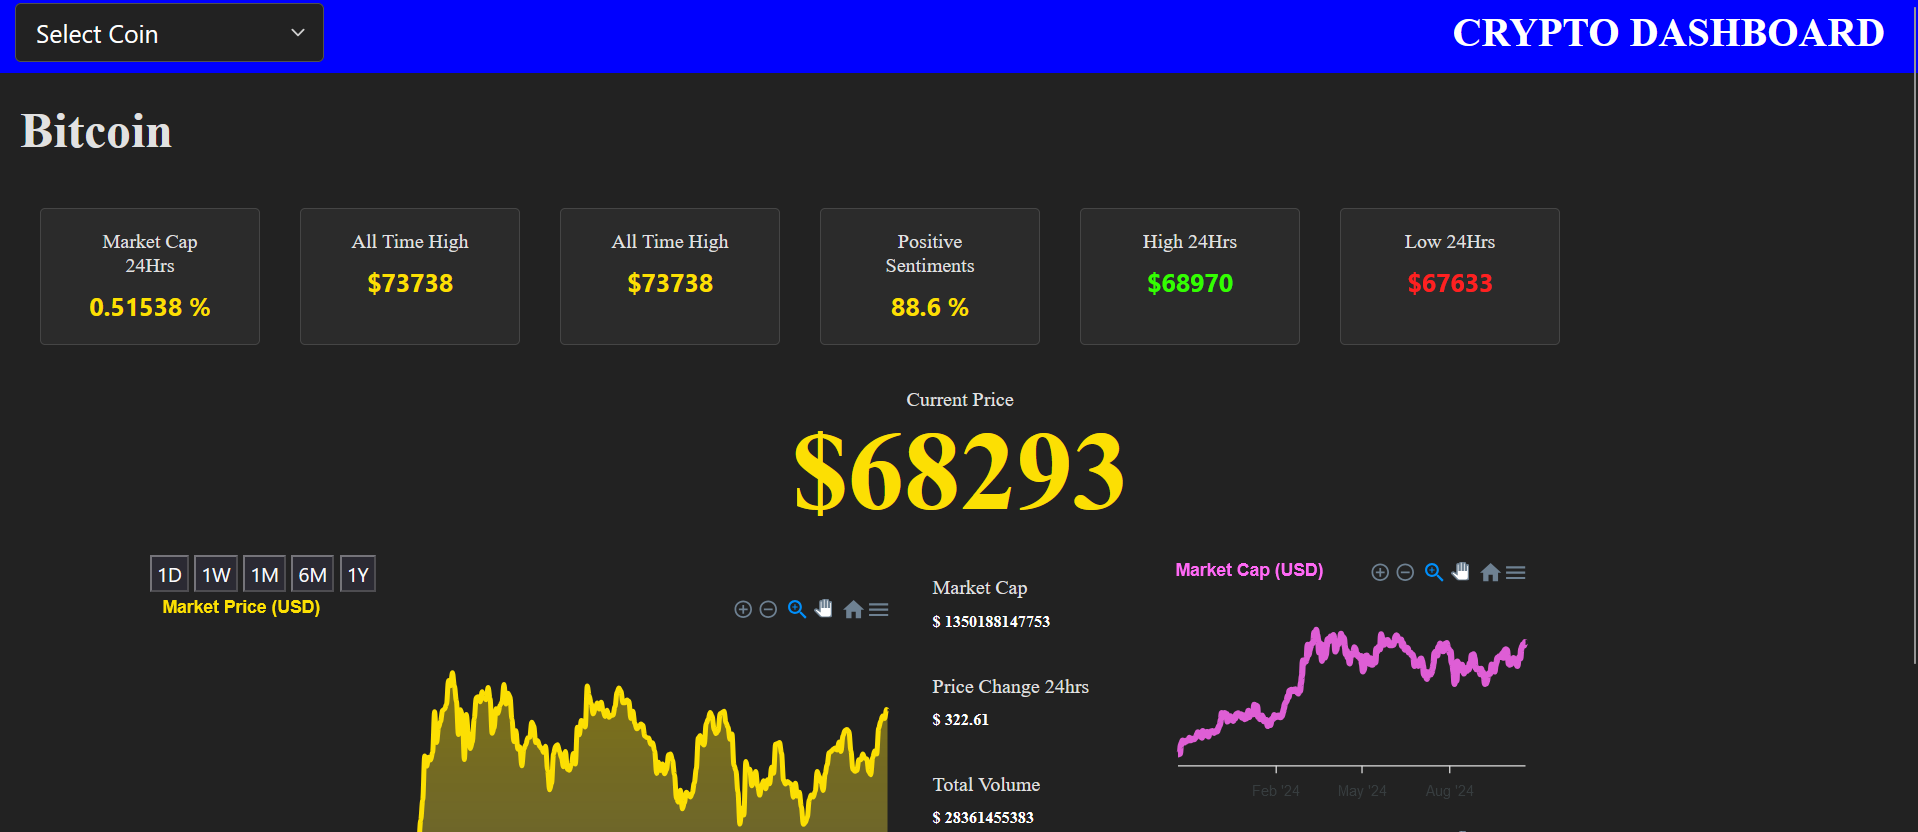 Select Coin
CRYPTO DASHBOARD
Bitcoin
Market Cap
24Hrs
0.51538 %
All Time High
$73738
All Time High
$73738
Positive
Sentiments
88.6 %
High 24Hrs
$68970
Low 24Hrs
$67633
Current Price
$68293
1D 1W 1M 6M 1Y
Market Price (USD)
Market Cap
$ 1350188147753
Price Change 24hrs
$ 322.61
Total Volume
$ 28361455383
Market Cap (USD)
Feb '24 May '24 Aug '24